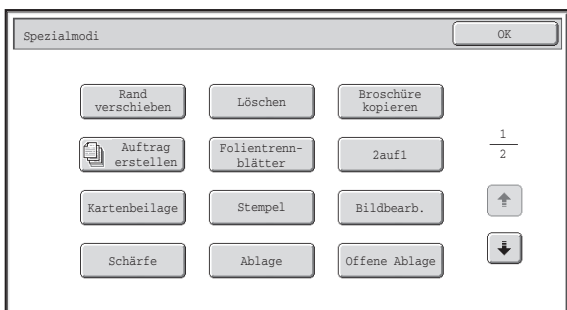 Spezialmodi
OK
Rand
verschieben
Löschen
Broschüre
kopieren
Auftrag
erstellen
Folientrenn-
blätter
2auf1
1
2
Kartenbeilage
Stempel
Bildbearb.
Schärfe
Ablage
Offene Ablage